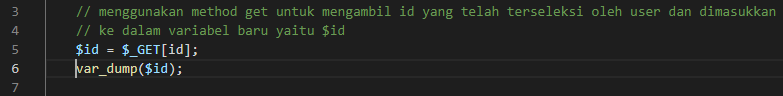 3 // menggunakan method get untuk mengambil id yang telah terseleksi oleh user dan dimasukkan
4 // ke dalam variabel baru yaitu $id
5 $id = $_GET[id];
6 var_dump($id);
7